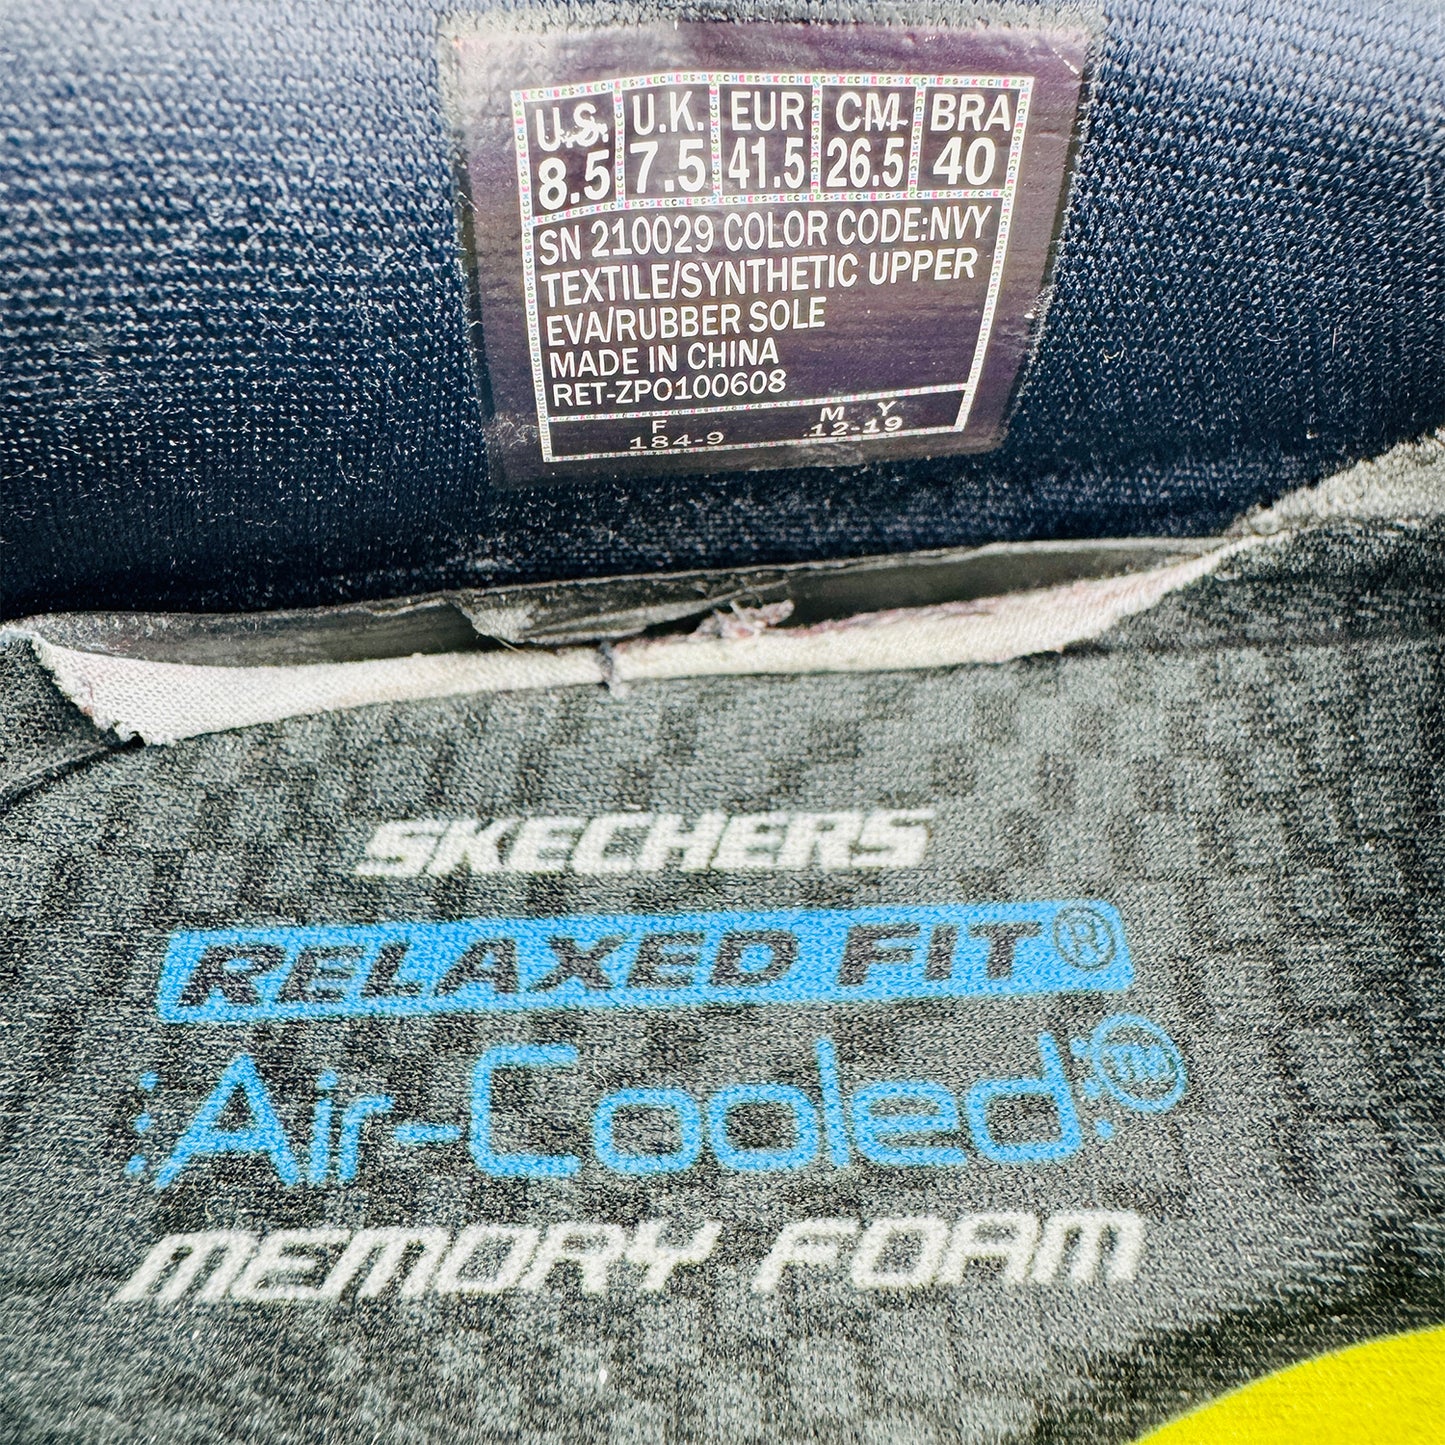 U.S. U.K. EUR CM BRA
8.5 7.5 41.5 26.5 40
SN 210029 COLOR CODE:NVY
TEXTILE/SYNTHETIC UPPER
EVA/RUBBER SOLE
MADE IN CHINA
RET-ZPO100608
F M Y
184-9 12-19
SKECHERS
RELAXED FIT®
Air-Cooled™
MEMORY FOAM